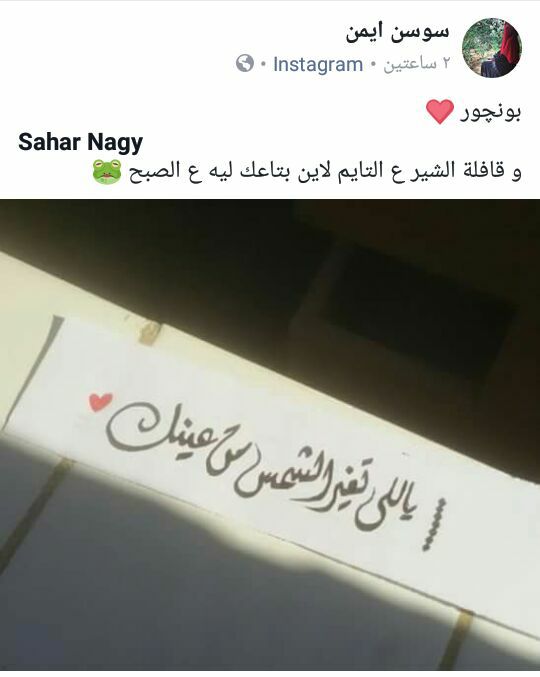 سوسن ايمن
٢ ساعتين • Instagram •
بونچور ❤️
Sahar Nagy
و قافلة الشير ع التايم لاين بتاعك ليه ع الصبح 🐸
ياللي تغير الشمس من عينك ❤️